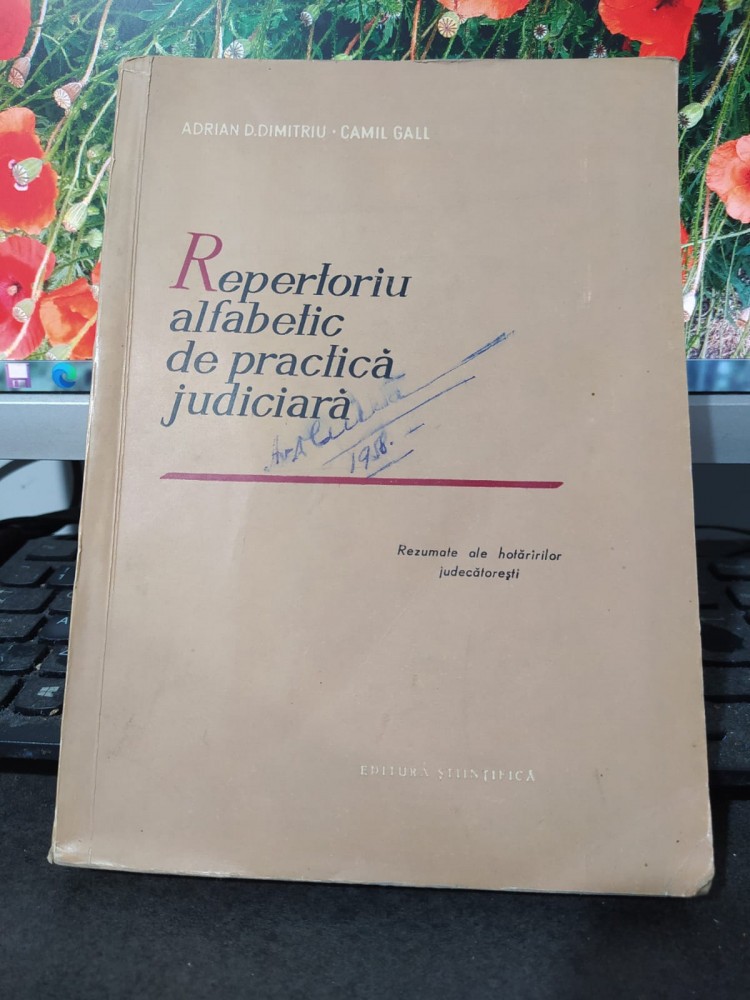 ADRIAN D. DIMITRIU • CAMIL GALL
Repertoriu
alfabetic
de practică
judiciară
1958.
Rezumate ale hotărîrilor
judecătorești
EDITURA ȘTIINȚIFICĂ